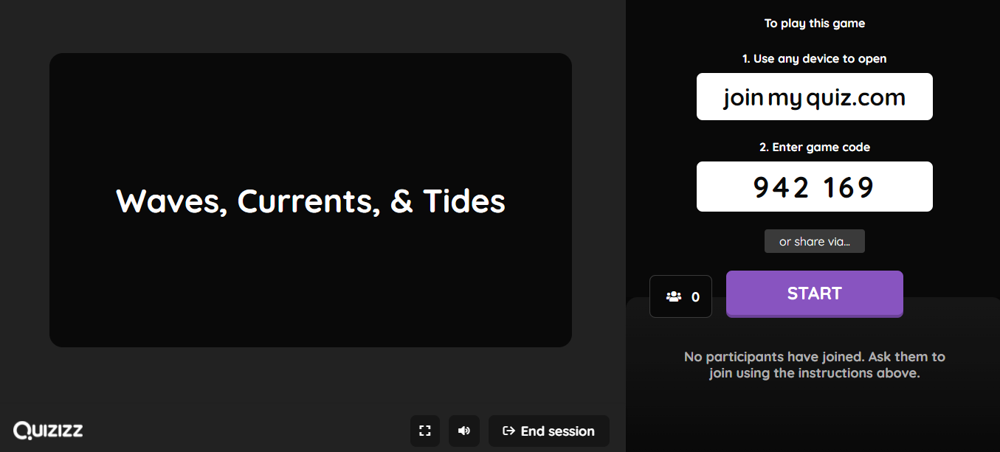 Waves, Currents, & Tides
QUIZIZZ
End session
To play this game
1. Use any device to open
joinmyquiz.com
2. Enter game code
942 169
or share via...
0
START
No participants have joined. Ask them to
join using the instructions above.